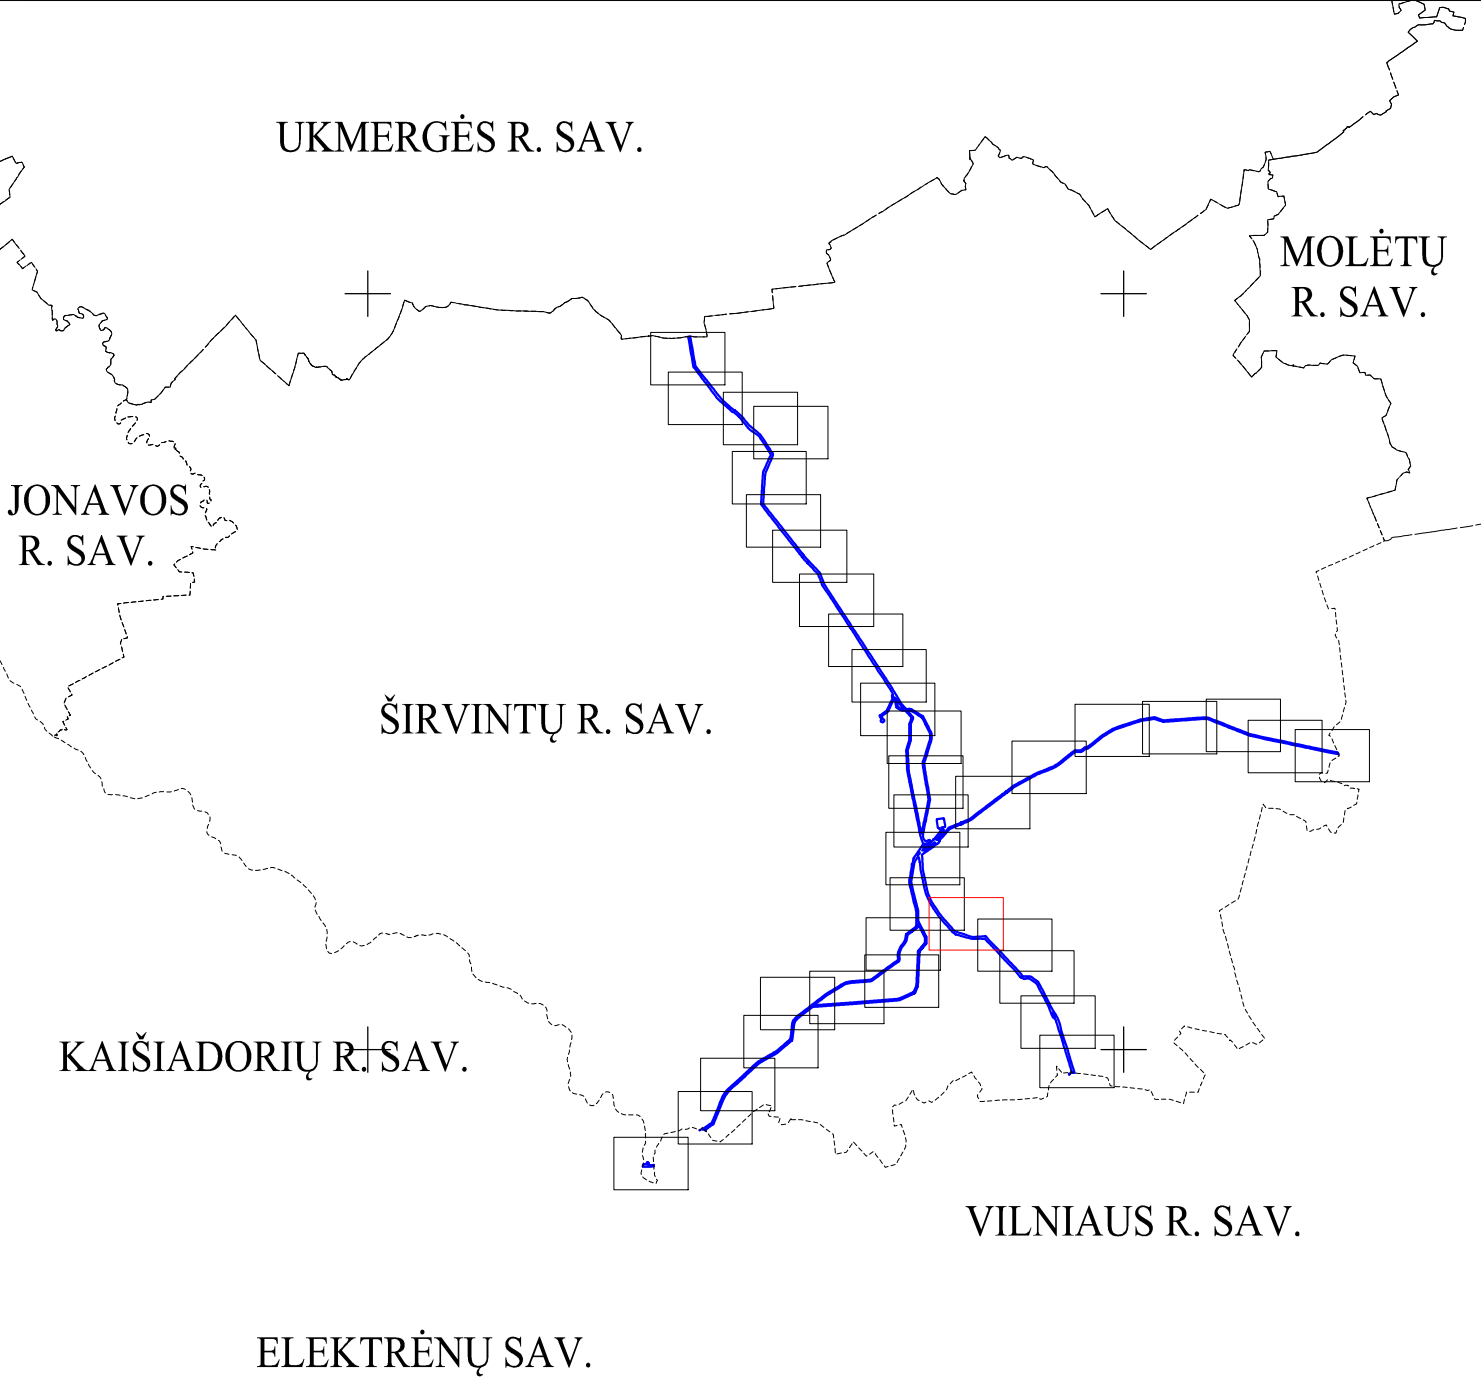 UKMERGĖS R. SAV.
MOLĖTŲ
R. SAV.
JONAVOS
R. SAV.
ŠIRVINTŲ R. SAV.
KAIŠIADORIŲ R. SAV.
VILNIAUS R. SAV.
ELEKTRĖNŲ SAV.